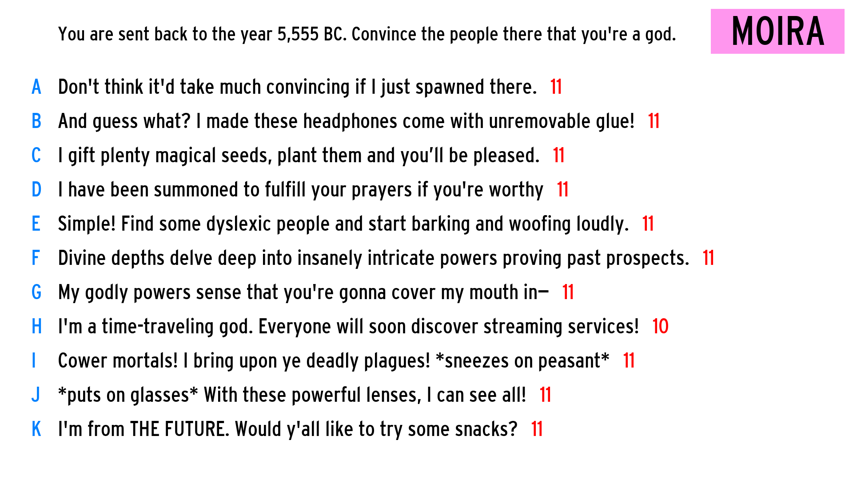 You are sent back to the year 5,555 BC. Convince the people there that you're a god.
MOIRA
A Don't think it'd take much convincing if I just spawned there. 11
B And guess what? I made these headphones come with unremovable glue! 11
C I gift plenty magical seeds, plant them and you’ll be pleased. 11
D I have been summoned to fulfill your prayers if you're worthy 11
E Simple! Find some dyslexic people and start barking and woofing loudly. 11
F Divine depths delve deep into insanely intricate powers proving past prospects. 11
G My godly powers sense that you're gonna cover my mouth in— 11
H I'm a time-traveling god. Everyone will soon discover streaming services! 10
I Cower mortals! I bring upon ye deadly plagues! *sneezes on peasant* 11
J *puts on glasses* With these powerful lenses, I can see all! 11
K I'm from THE FUTURE. Would y'all like to try some snacks? 11